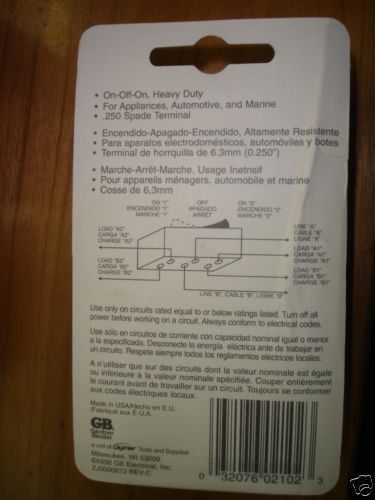 • On-Off-On, Heavy Duty
• For Appliances, Automotive, and Marine
• .250 Spade Terminal
• Encendido-Apagado-Encendido, Altamente Resistente
• Para aparatos electrodomésticos, automóviles y botes
• Terminal de horrquilla de 6.3mm (0.250")
• Marche-Arrêt-Marche, Usage Inetnsif
• Pour appareils ménagers, automobile et marine
• Cosse de 6,3mm
ON "1" OFF ON "2"
ENCENDIDO "1" APAGADO ENCENDIDO "2"
MARCHE "1" ARRÊT MARCHE "2"
LOAD "A2" LINE "A"
CARGA "A2" CABLE "A"
CHARGE "A2" LIGNE "A"
LOAD "B2" LOAD "A1"
CARGA "B2" CARGA "A1"
CHARGE "B2" CHARGE "A1"
LOAD "B1"
CARGA "B1"
CHARGE "B1"
LINE "B", CABLE "B", LIGNE "B"
Use only on circuits rated equal to or below ratings listed. Turn off all
power before working on a circuit. Always conform to electrical codes.
Use sólo en circuitos de corriente con capacidad nominal igual o menor
a la especificada. Desconecte la energía eléctrica ante de trabajar en
un circuito. Respete siempre todos los reglamentos electricos locales.
A n'utiliser que sur des circuits dont la valeur nominale est égale
ou inférieure à la valeur nominale spécifiée. Couper entièrement
le courant avant de travailler sur un circuit. Toujours se conformer
aux codes électriques locaux.
Made in USA/Hecho en E.U.
/Fabriqué aux E-U.A.
GB
Gardner
Bender
a unit of Tools and Supplies
Milwaukee, WI 53209
©1998 GB Electrical, Inc.
ZJ0000872 REV-C
0 32076 02102 3